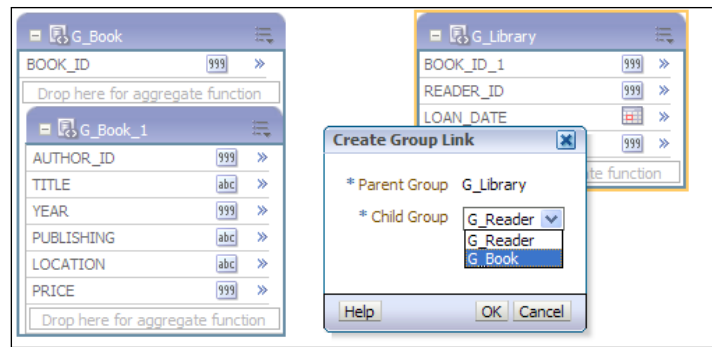 G_Book
BOOK_ID 999 »
Drop here for aggregate function
G_Book_1
AUTHOR_ID 999 »
TITLE abc »
YEAR 999 »
PUBLISHING abc »
LOCATION abc »
PRICE 999 »
Drop here for aggregate function
G_Library
BOOK_ID_1 999 »
READER_ID 999 »
LOAN_DATE »
999 »
te function
Create Group Link
* Parent Group G_Library
* Child Group G_Reader
G_Reader
G_Book
Help OK Cancel